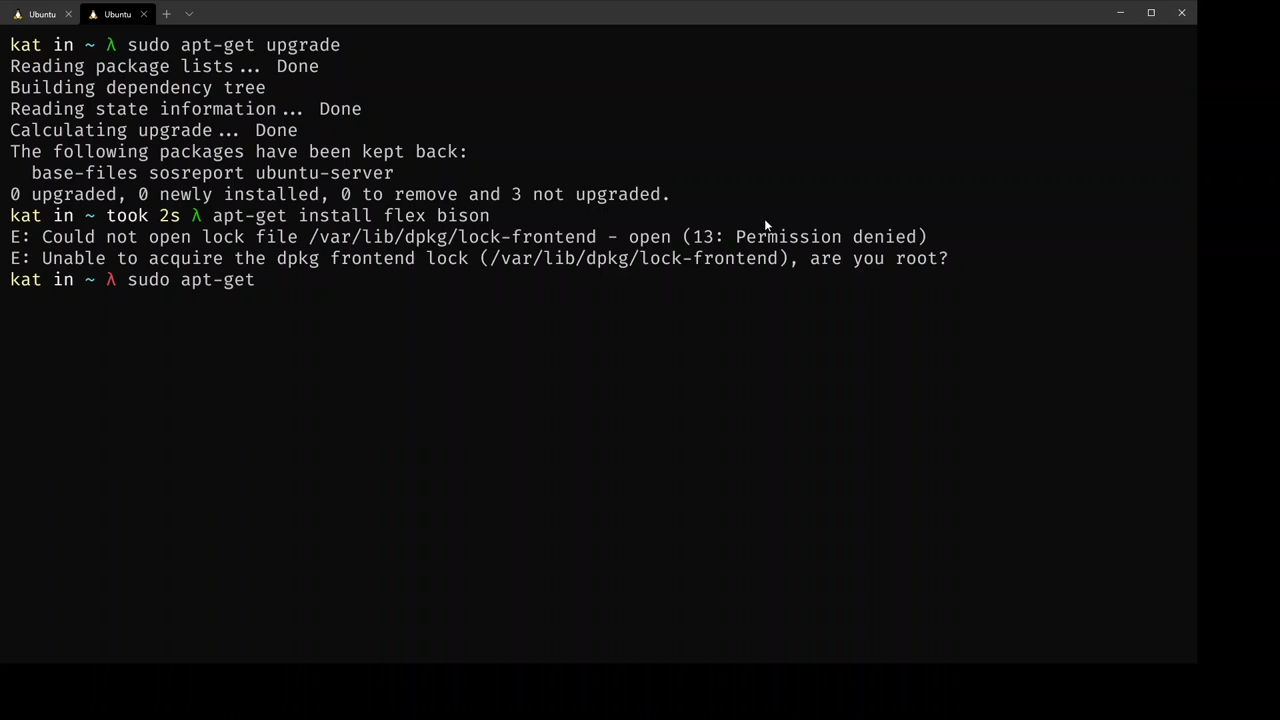 Ubuntu
Ubuntu
kat in ~ λ sudo apt-get upgrade
Reading package lists... Done
Building dependency tree
Reading state information... Done
Calculating upgrade... Done
The following packages have been kept back:
base-files sosreport ubuntu-server
0 upgraded, 0 newly installed, 0 to remove and 3 not upgraded.
kat in ~ took 2s λ apt-get install flex bison
E: Could not open lock file /var/lib/dpkg/lock-frontend - open (13: Permission denied)
E: Unable to acquire the dpkg frontend lock (/var/lib/dpkg/lock-frontend), are you root?
kat in ~ λ sudo apt-get